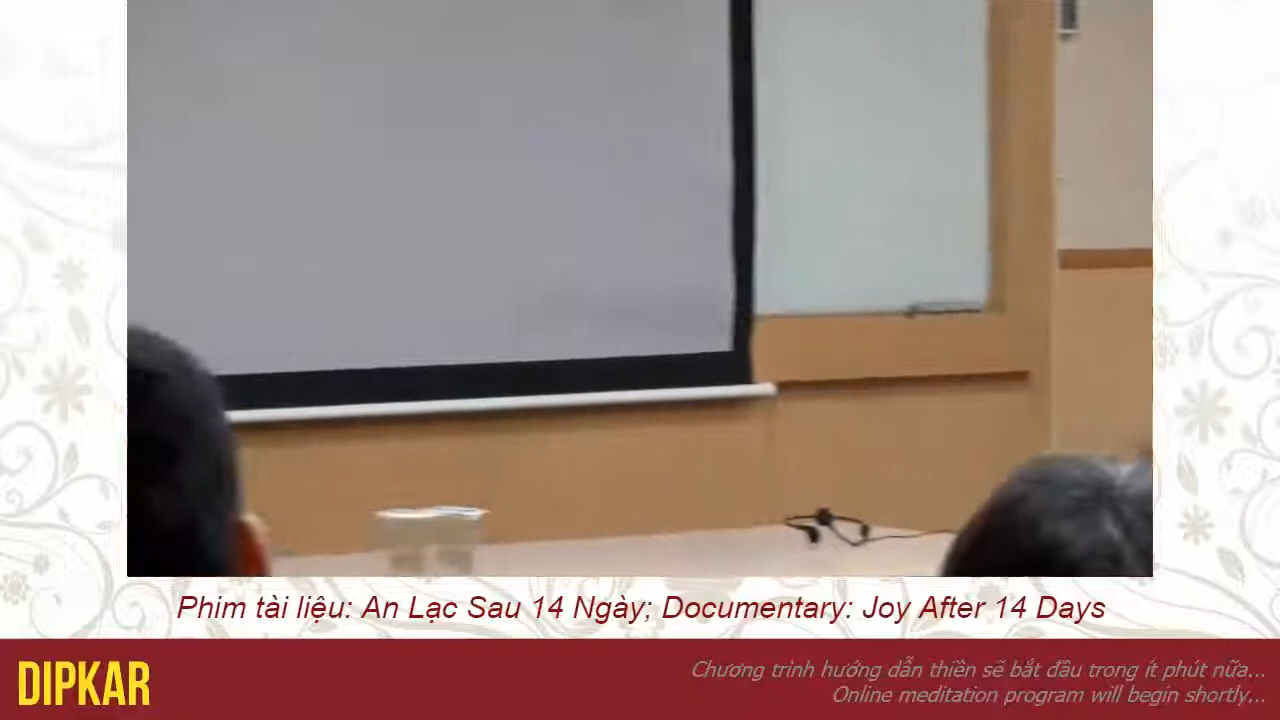 Phim tài liệu: An Lạc Sau 14 Ngày; Documentary: Joy After 14 Days
DIPKAR
Chương trình hướng dẫn thiền sẽ bắt đầu trong ít phút nữa...
Online meditation program will begin shortly...